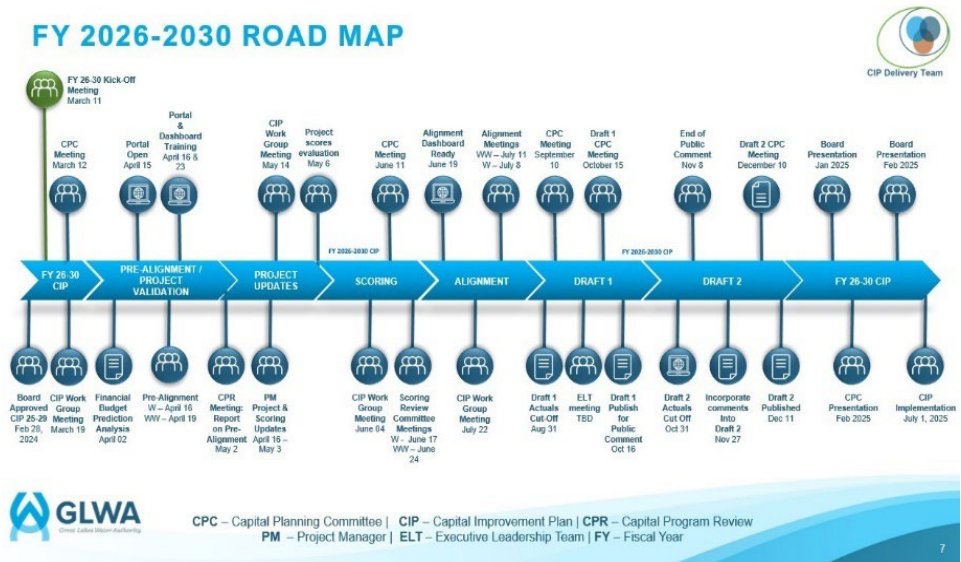 FY 2026-2030 ROAD MAP
CIP Delivery Team
FY 26-30 Kick-Off
Meeting
March 11
CPC
Meeting
March 12
Portal
Open
April 15
Portal
&
Dashboard
Training
April 16 &
23
CIP
Work
Group
Meeting
May 14
Project
scores
evaluation
May 6
CPC
Meeting
June 11
Alignment
Dashboard
Ready
June 19
Alignment
Meetings
WW – July 11
W – July 8
CPC
Meeting
September
10
Draft 1
CPC
Meeting
October 15
End of
Public
Comment
Nov 8
Draft 2 CPC
Meeting
December 10
Board
Presentation
Jan 2025
Board
Presentation
Feb 2025
FY 2026-2030 CIP
FY 2026-2030 CIP
FY 26-30
CIP
PRE-ALIGNMENT /
PROJECT
VALIDATION
PROJECT
UPDATES
SCORING
ALIGNMENT
DRAFT 1
DRAFT 2
FY 26-30 CIP
Board
Approved
CIP 25-29
Feb 28,
2024
CIP Work
Group
Meeting
March 19
Financial
Budget
Prediction
Analysis
April 02
Pre-Alignment
W – April 16
WW – April 19
CPR
Meeting:
Report
on Pre-
Alignment
May 2
PM
Project &
Scoring
Updates
April 16 –
May 3
CIP Work
Group
Meeting
June 04
Scoring
Review
Committee
Meetings
W - June 17
WW – June
24
CIP Work
Group
Meeting
July 22
Draft 1
Actuals
Cut-Off
Aug 31
ELT
meeting
TBD
Draft 1
Publish
for
Public
Comment
Oct 16
Draft 2
Actuals
Cut Off
Oct 31
Incorporate
comments
Into
Draft 2
Nov 27
Draft 2
Published
Dec 11
CPC
Presentation
Feb 2025
CIP
Implementation
July 1, 2025
GLWA
Great Lakes Water Authority
CPC – Capital Planning Committee | CIP – Capital Improvement Plan | CPR – Capital Program Review
PM – Project Manager | ELT – Executive Leadership Team | FY – Fiscal Year
7